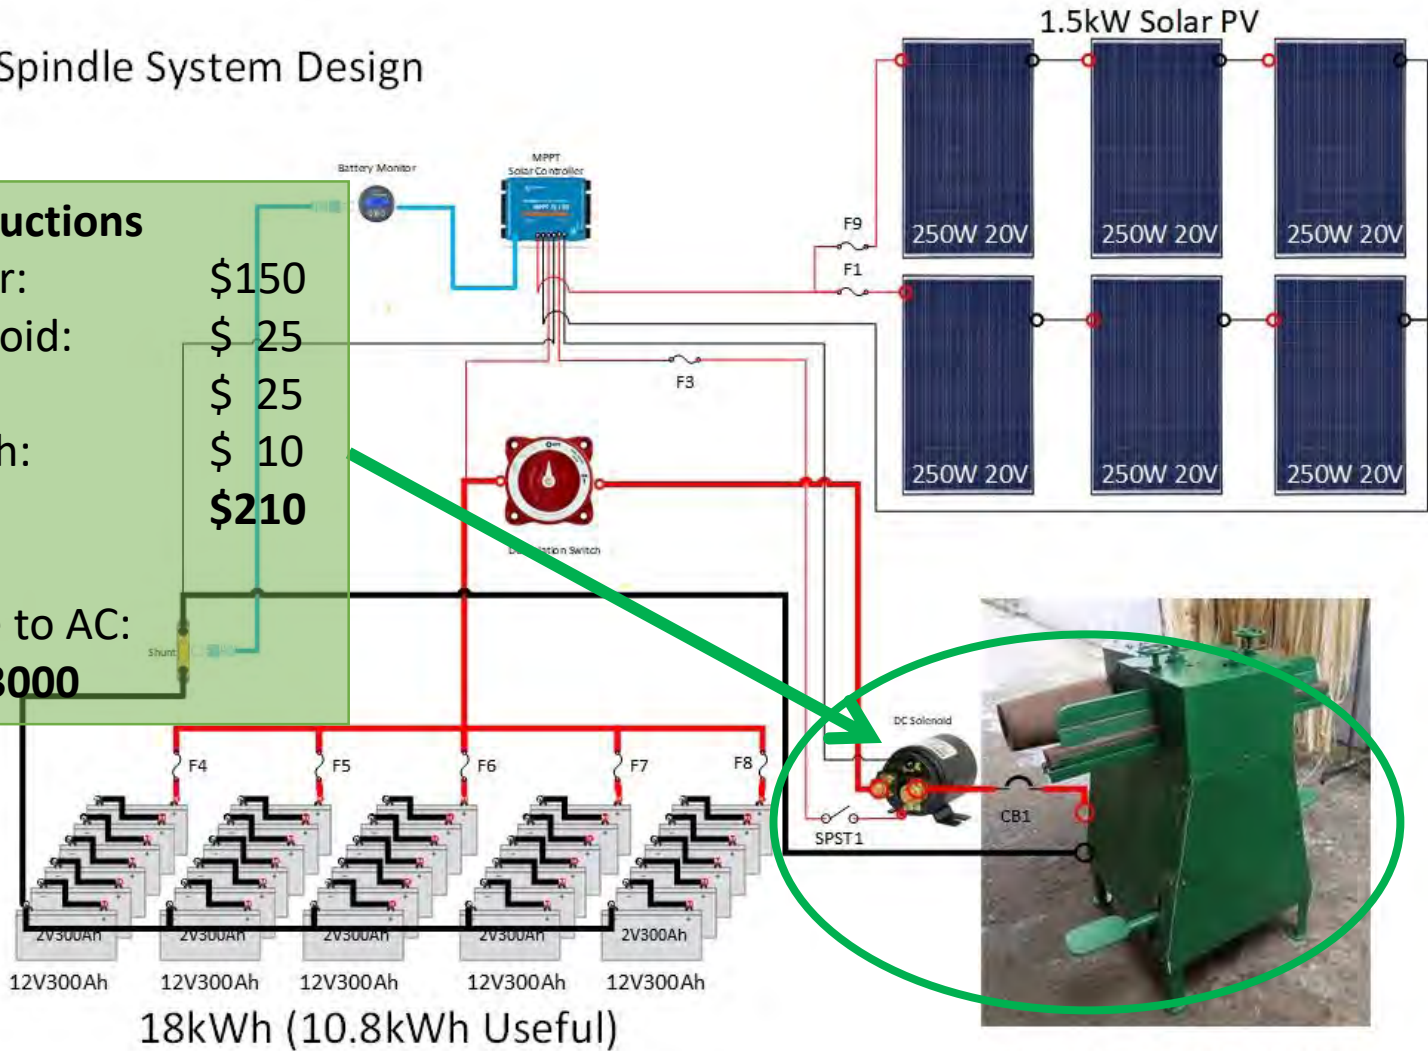 Spindle System Design
1.5kW Solar PV
Battery Monitor
MPPT
Solar Controller
uctions
r: $150
oid: $ 25
$ 25
h: $ 10
$210
to AC:
3000
F9
F1
F3
250W 20V 250W 20V 250W 20V
250W 20V 250W 20V 250W 20V
Switch
Shunt
DC Solenoid
SPST1
CB1
F4 F5 F6 F7 F8
2V300Ah 2V300Ah 2V300Ah 2V300Ah 2V300Ah
12V300Ah 12V300Ah 12V300Ah 12V300Ah 12V300Ah
18kWh (10.8kWh Useful)